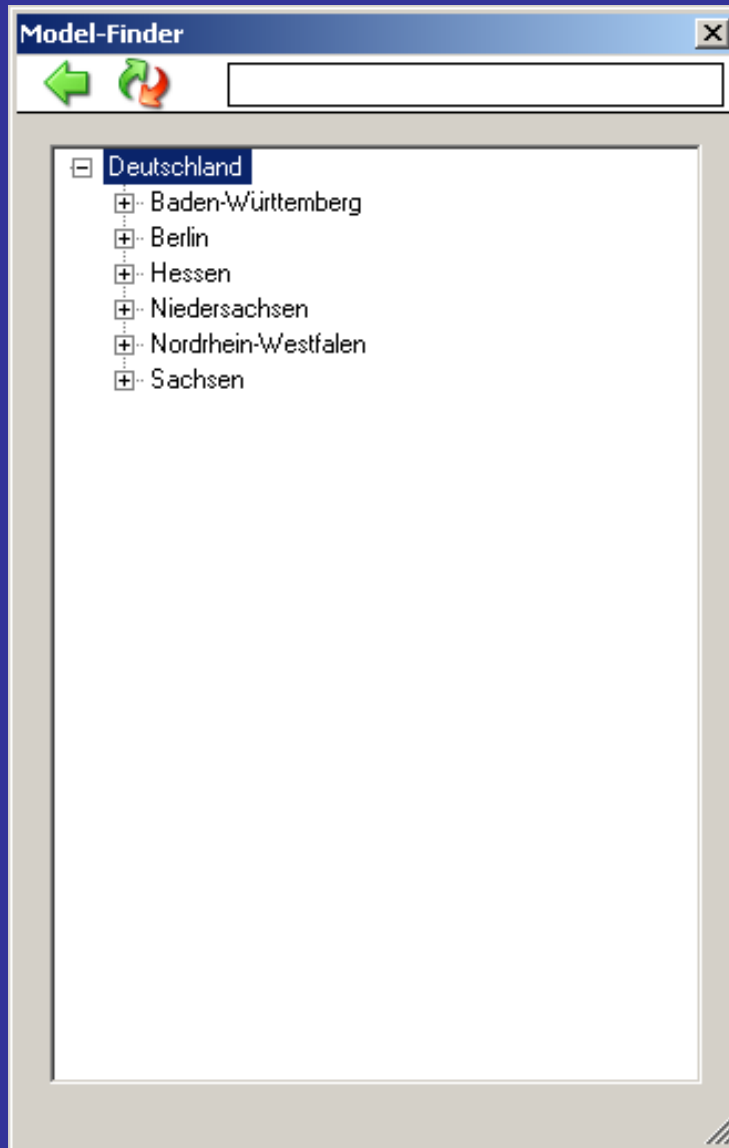 Model-Finder
Deutschland
Baden-Württemberg
Berlin
Hessen
Niedersachsen
Nordrhein-Westfalen
Sachsen